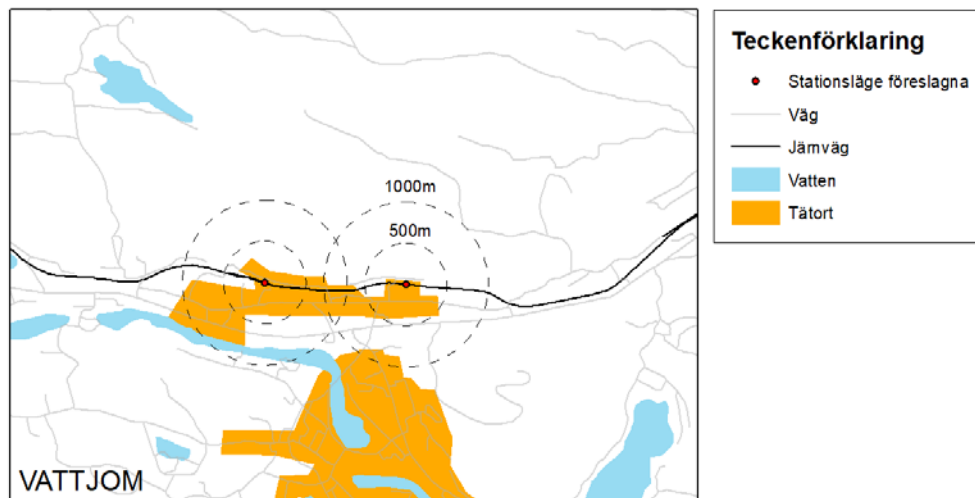 1000m
500m
VATTJOM
Teckenförklaring
Stationsläge föreslagna
Väg
Järnväg
Vatten
Tätort